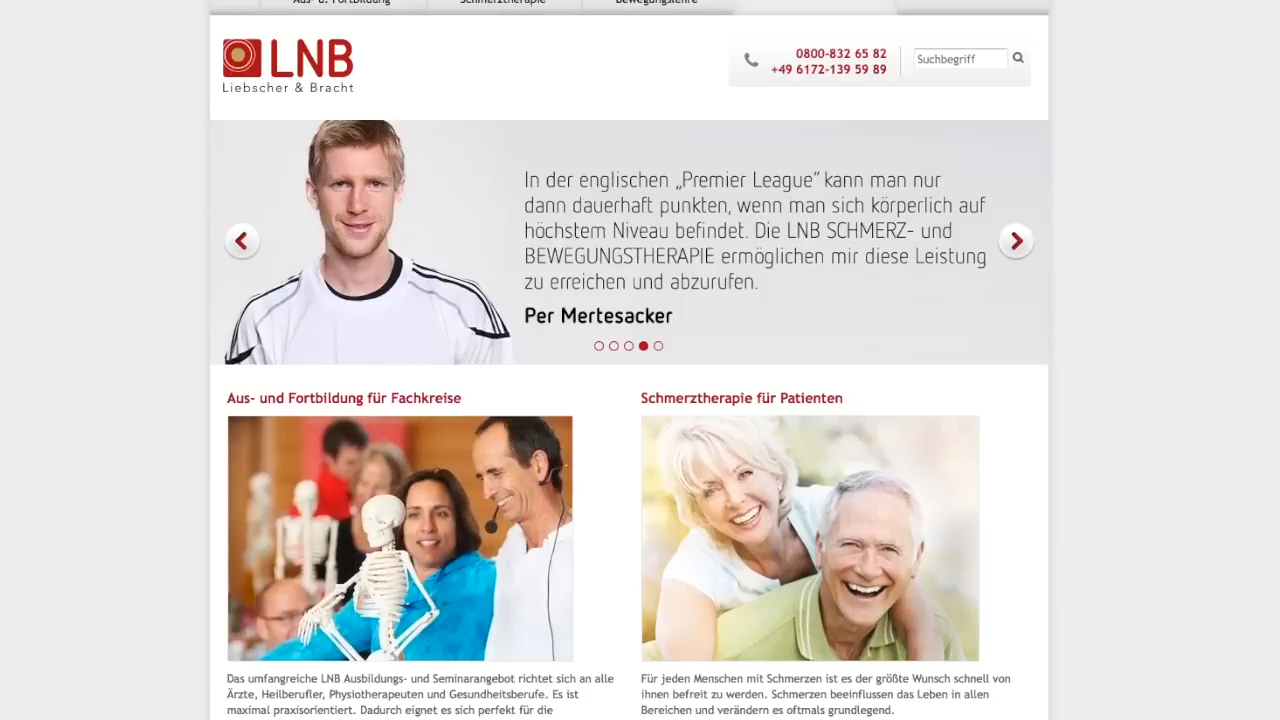 Aus- u. Fortbildung
Schmerztherapie
Bewegungslehre
LNB
Liebscher & Bracht
0800-832 65 82
+49 6172-139 59 89
Suchbegriff
In der englischen „Premier League“ kann man nur
dann dauerhaft punkten, wenn man sich körperlich auf
höchstem Niveau befindet. Die LNB SCHMERZ- und
BEWEGUNGSTHERAPIE ermöglichen mir diese Leistung
zu erreichen und abzurufen.
Per Mertesacker
Aus- und Fortbildung für Fachkreise
Schmerztherapie für Patienten
Das umfangreiche LNB Ausbildungs- und Seminarangebot richtet sich an alle
Ärzte, Heilberufler, Physiotherapeuten und Gesundheitsberufe. Es ist
maximal praxisorientiert. Dadurch eignet es sich perfekt für die
Für jeden Menschen mit Schmerzen ist es der größte Wunsch schnell von
ihnen befreit zu werden. Schmerzen beeinflussen das Leben in allen
Bereichen und verändern es oftmals grundlegend.